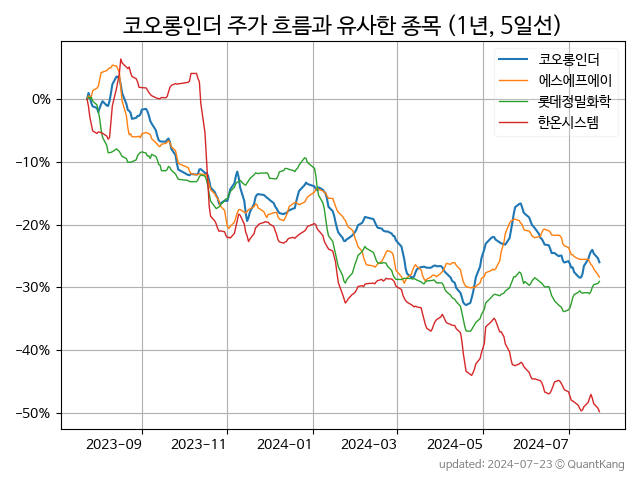 코오롱인더 주가 흐름과 유사한 종목 (1년, 5일선)
코오롱인더
에스에프에이
롯데정밀화학
한온시스템
0%
−10%
−20%
−30%
−40%
−50%
2023-09 2023-11 2024-01 2024-03 2024-05 2024-07
updated: 2024-07-23 © QuantKang